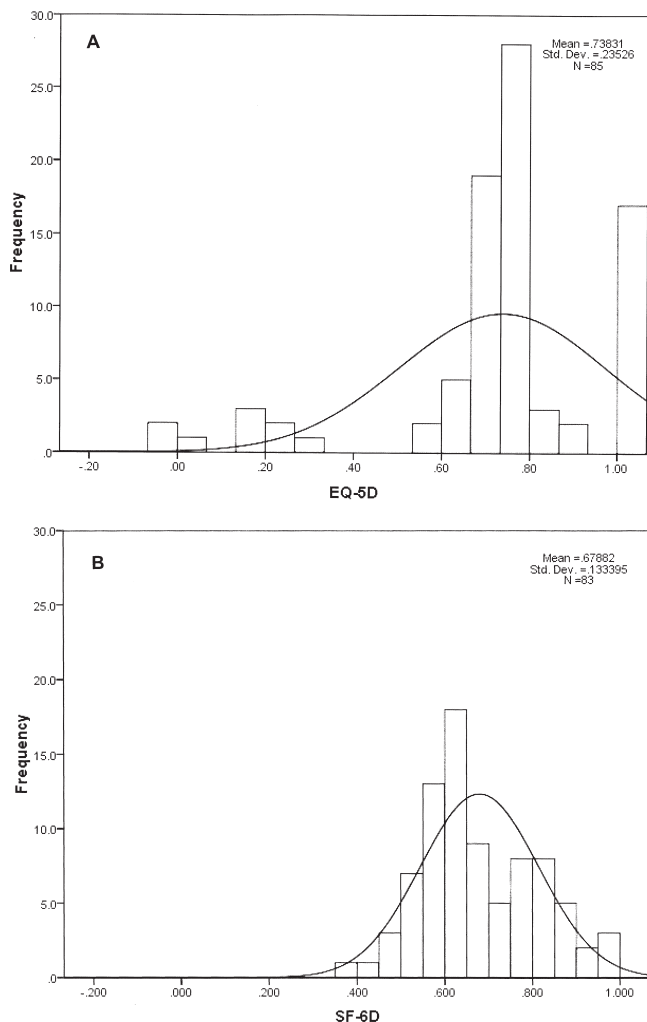 A
Mean =.73831
Std. Dev. =.23526
N =85
30.0
25.0
20.0
15.0
10.0
5.0
.0
Frequency
-.20
.00
.20
.40
.60
.80
1.00
EQ-5D
B
Mean =.67882
Std. Dev. =.133395
N =83
30.0
25.0
20.0
15.0
10.0
5.0
.0
Frequency
-.200
.000
.200
.400
.600
.800
1.000
SF-6D